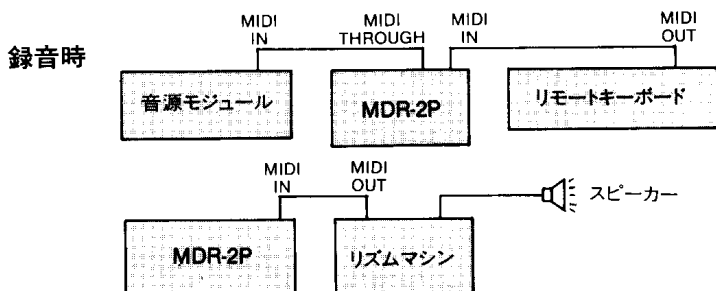 録音時
MIDI IN
MIDI THROUGH
MIDI IN
MIDI OUT
音源モジュール
MDR-2P
リモートキーボード
MIDI IN
MIDI OUT
スピーカー
MDR-2P
リズムマシン